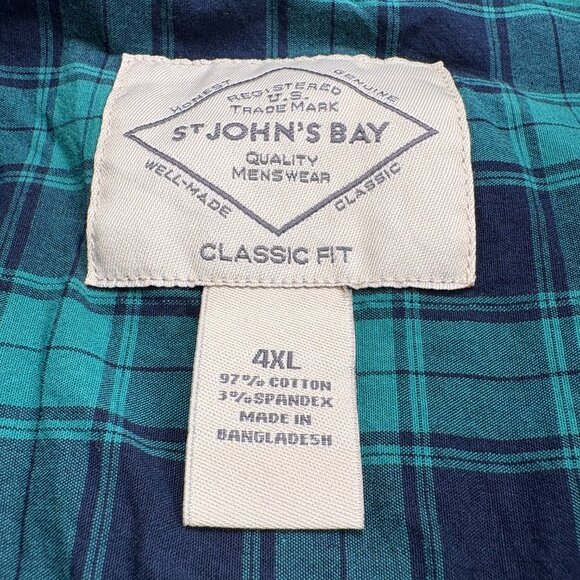 HONEST
GENUINE
REGISTERED
U.S.
TRADE MARK
ST JOHN'S BAY
QUALITY
MENSWEAR
WELL-MADE
CLASSIC
CLASSIC FIT
4XL
97% COTTON
3% SPANDEX
MADE IN
BANGLADESH